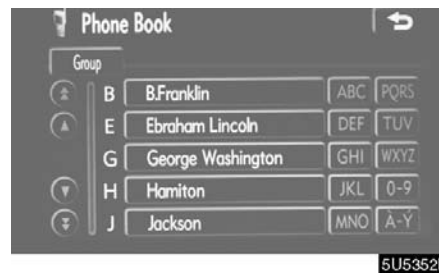 Phone Book
Group
B B.Franklin ABC PQRS
E Ebraham Lincoln DEF TUV
G George Washington GHI WXYZ
H Hamiton JKL 0-9
J Jackson MNO À-Ý
5U5352